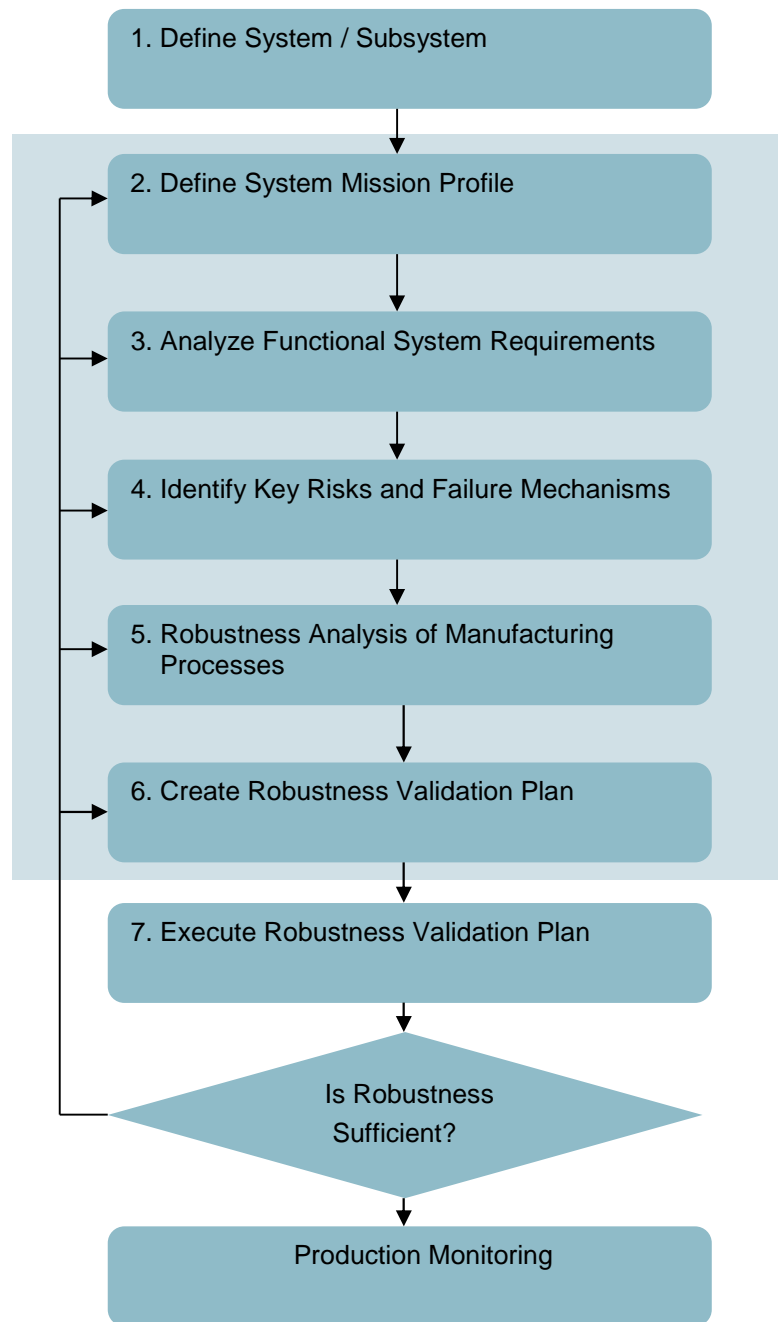 1. Define System / Subsystem
2. Define System Mission Profile
3. Analyze Functional System Requirements
4. Identify Key Risks and Failure Mechanisms
5. Robustness Analysis of Manufacturing
Processes
6. Create Robustness Validation Plan
7. Execute Robustness Validation Plan
Is Robustness
Sufficient?
Production Monitoring